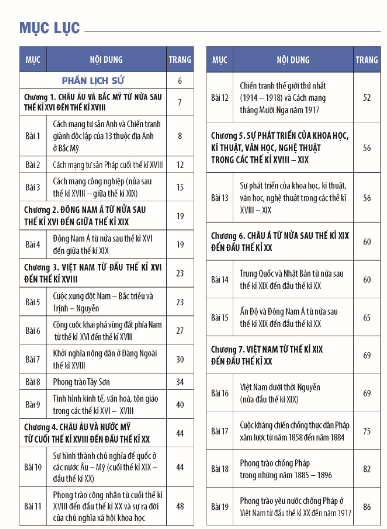 MỤC LỤC
MỤC NỘI DUNG TRANG
PHẦN LỊCH SỬ 6
Chương 1. CHÂU ÂU VÀ BẮC MỸ TỪ NỬA SAU
THẾ KỈ XVI ĐẾN THẾ KỈ XVIII 7
Bài 1 Cách mạng tư sản Anh và Chiến tranh
giành độc lập của 13 thuộc địa Anh
ở Bắc Mỹ 8
Bài 2 Cách mạng tư sản Pháp cuối thế kỉ XVIII 12
Bài 3 Cách mạng công nghiệp (nửa sau
thế kỉ XVIII – giữa thế kỉ XIX) 15
Chương 2. ĐÔNG NAM Á TỪ NỬA SAU
THẾ KỈ XVI ĐẾN GIỮA THẾ KỈ XIX 19
Bài 4 Đông Nam Á từ nửa sau thế kỉ XVI
đến giữa thế kỉ XIX 19
Chương 3. VIỆT NAM TỪ ĐẦU THẾ KỈ XVI
ĐẾN THẾ KỈ XVIII 23
Bài 5 Cuộc xung đột Nam – Bắc triều và
Trịnh – Nguyễn 23
Bài 6 Công cuộc khai phá vùng đất phía Nam
từ thế kỉ XVI đến thế kỉ XVIII 27
Bài 7 Khởi nghĩa nông dân ở Đàng Ngoài
thế kỉ XVIII 30
Bài 8 Phong trào Tây Sơn 34
Bài 9 Tình hình kinh tế, văn hoá, tôn giáo
trong các thế kỉ XVI – XVIII 40
Chương 4. CHÂU ÂU VÀ NƯỚC MỸ
TỪ CUỐI THẾ KỈ XVIII ĐẾN ĐẦU THẾ KỈ XX 44
Bài 10 Sự hình thành chủ nghĩa đế quốc ở
các nước Âu – Mỹ (cuối thế kỉ XIX –
đầu thế kỉ XX) 44
Bài 11 Phong trào công nhân từ cuối thế kỉ
XVIII đến đầu thế kỉ XX và sự ra đời
của chủ nghĩa xã hội khoa học 48
MỤC NỘI DUNG TRANG
Bài 12 Chiến tranh thế giới thứ nhất
(1914 – 1918) và Cách mạng
tháng Mười Nga năm 1917 52
Chương 5. SỰ PHÁT TRIỂN CỦA KHOA HỌC,
KĨ THUẬT, VĂN HỌC, NGHỆ THUẬT
TRONG CÁC THẾ KỈ XVIII – XIX 56
Bài 13 Sự phát triển của khoa học, kĩ thuật,
văn học, nghệ thuật trong các thế kỉ
XVIII – XIX 56
Chương 6. CHÂU Á TỪ NỬA SAU THẾ KỈ XIX
ĐẾN ĐẦU THẾ KỈ XX 60
Bài 14 Trung Quốc và Nhật Bản từ nửa sau
thế kỉ XIX đến đầu thế kỉ XX 60
Bài 15 Ấn Độ và Đông Nam Á từ nửa sau
thế kỉ XIX đến đầu thế kỉ XX 65
Chương 7. VIỆT NAM TỪ THẾ KỈ XIX
ĐẾN ĐẦU THẾ KỈ XX 69
Bài 16 Việt Nam dưới thời Nguyễn
(nửa đầu thế kỉ XIX) 69
Bài 17 Cuộc kháng chiến chống thực dân Pháp
xâm lược từ năm 1858 đến năm 1884 75
Bài 18 Phong trào chống Pháp
trong những năm 1885 – 1896 82
Bài 19 Phong trào yêu nước chống Pháp ở
Việt Nam từ đầu thế kỉ XX đến năm 1917 86